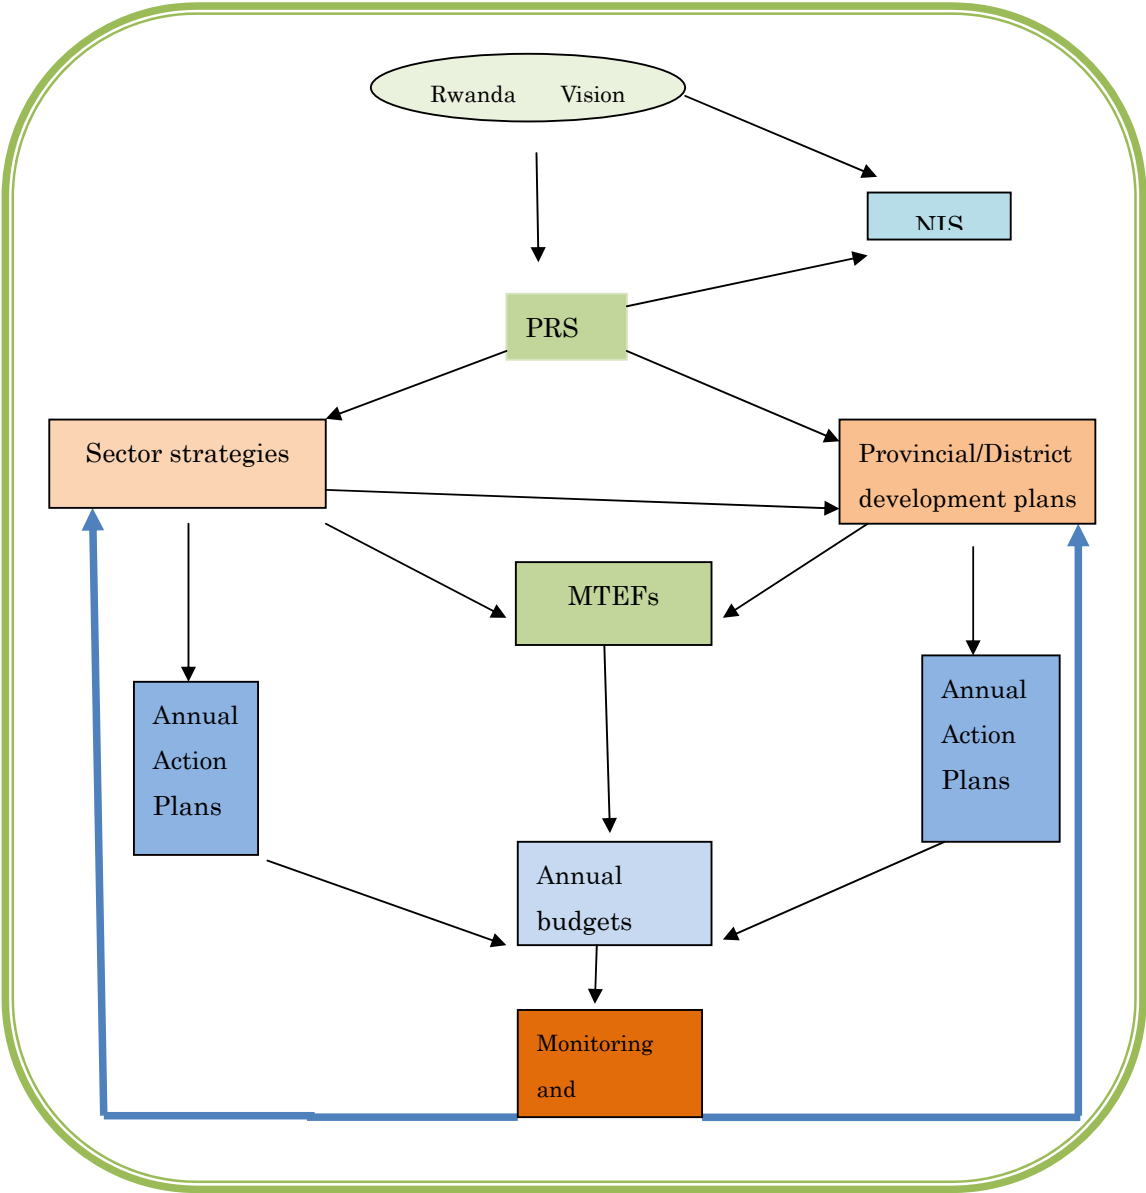 Rwanda Vision
NIS
PRS
Sector strategies
Provincial/District
development plans
MTEFs
Annual
Action
Plans
Annual
Action
Plans
Annual
budgets
Monitoring
and